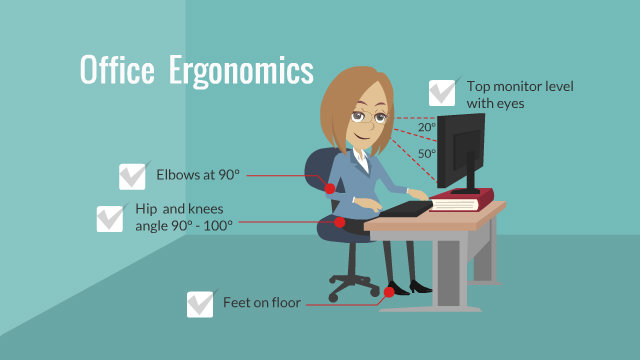 Office Ergonomics
Top monitor level
with eyes
20°
50°
Elbows at 90°
Hip and knees
angle 90° - 100°
Feet on floor